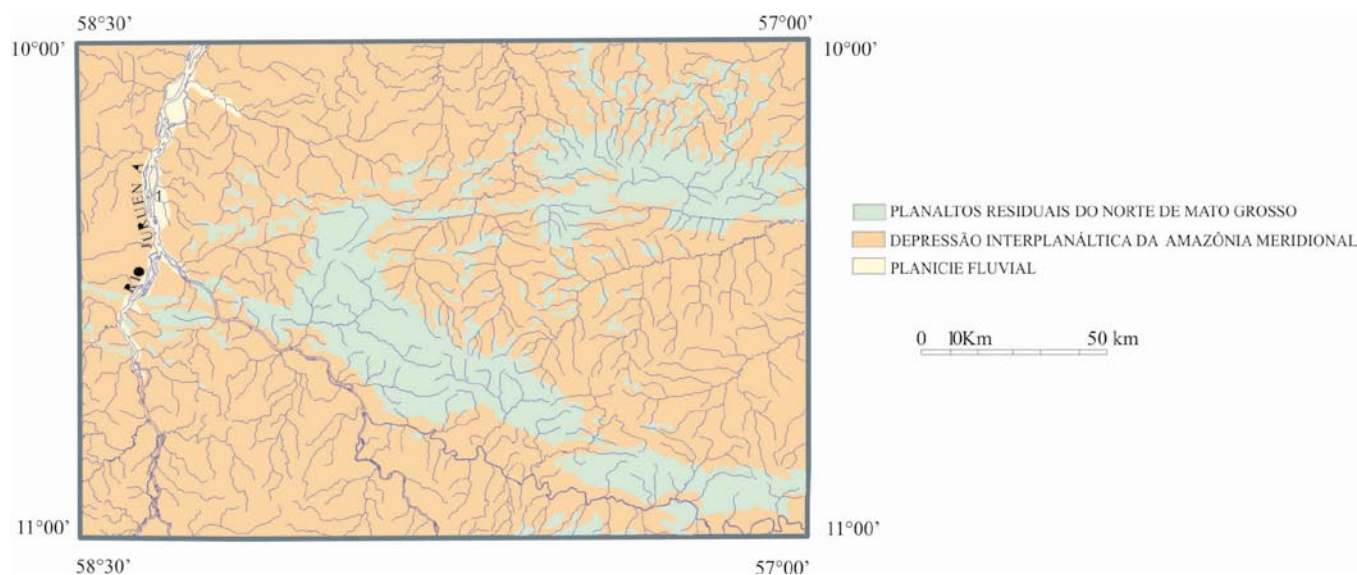 58°30’ 57°00’
10°00’ 10°00’
RIO JURUENA
1
PLANALTOS RESIDUAIS DO NORTE DE MATO GROSSO
DEPRESSÃO INTERPLANÁLTICA DA AMAZÔNIA MERIDIONAL
PLANICIE FLUVIAL
0 10Km 50 km
11°00’ 11°00’
58°30’ 57°00’